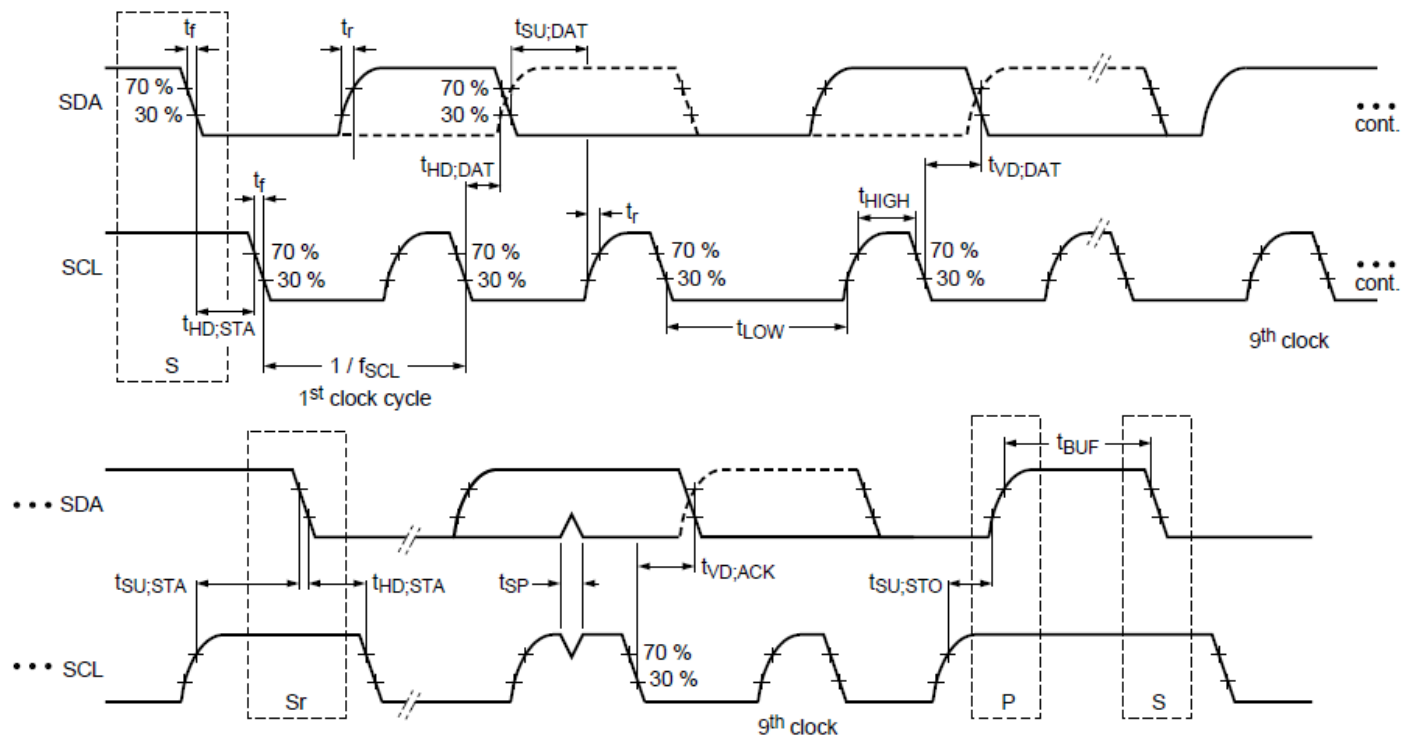 tf
tr
tSU;DAT
70 %
30 %
SDA
70 %
30 %
••• cont.
tHD;DAT
tVD;DAT
tf
tr
tHIGH
SCL
70 %
30 %
70 %
30 %
70 %
30 %
70 %
30 %
••• cont.
tHD;STA
tLOW
9th clock
S
1 / fSCL
1st clock cycle
tBUF
••• SDA
tSU;STA
tHD;STA
tSP
tVD;ACK
tSU;STO
70 %
30 %
••• SCL
Sr
P
S
9th clock